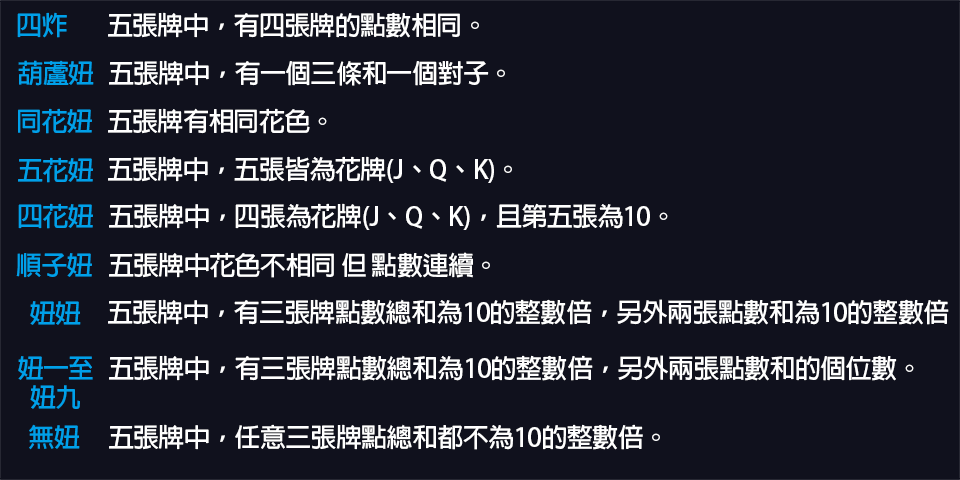 四炸 五張牌中，有四張牌的點數相同。
葫蘆妞 五張牌中，有一個三條和一個對子。
同花妞 五張牌有相同花色。
五花妞 五張牌中，五張皆為花牌(J、Q、K)。
四花妞 五張牌中，四張為花牌(J、Q、K)，且第五張為10。
順子妞 五張牌中花色不相同 但 點數連續。
妞妞 五張牌中，有三張牌點數總和為10的整數倍，另外兩張點數和為10的整數倍
妞一至 五張牌中，有三張牌點數總和為10的整數倍，另外兩張點數和的個位數。
妞九
無妞 五張牌中，任意三張牌點總和都不為10的整數倍。